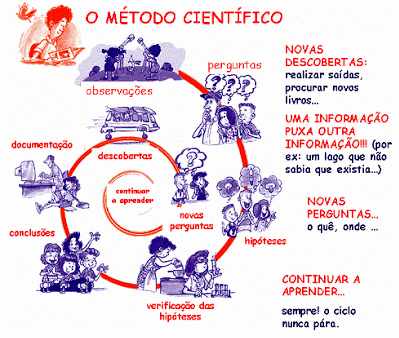 O MÉTODO CIENTÍFICO
observações
perguntas
hipóteses
verificação das
hipóteses
conclusões
documentação
descobertas
novas
perguntas
continuar
a aprender
NOVAS
DESCOBERTAS:
realizar saídas,
procurar novos
livros...
UMA INFORMAÇÃO
PUXA OUTRA
INFORMAÇÃO!!! (por
ex: um lago que não
sabia que existia...)
NOVAS
PERGUNTAS...
o quê, onde ...
CONTINUAR A
APRENDER...
sempre! o ciclo
nunca pára.